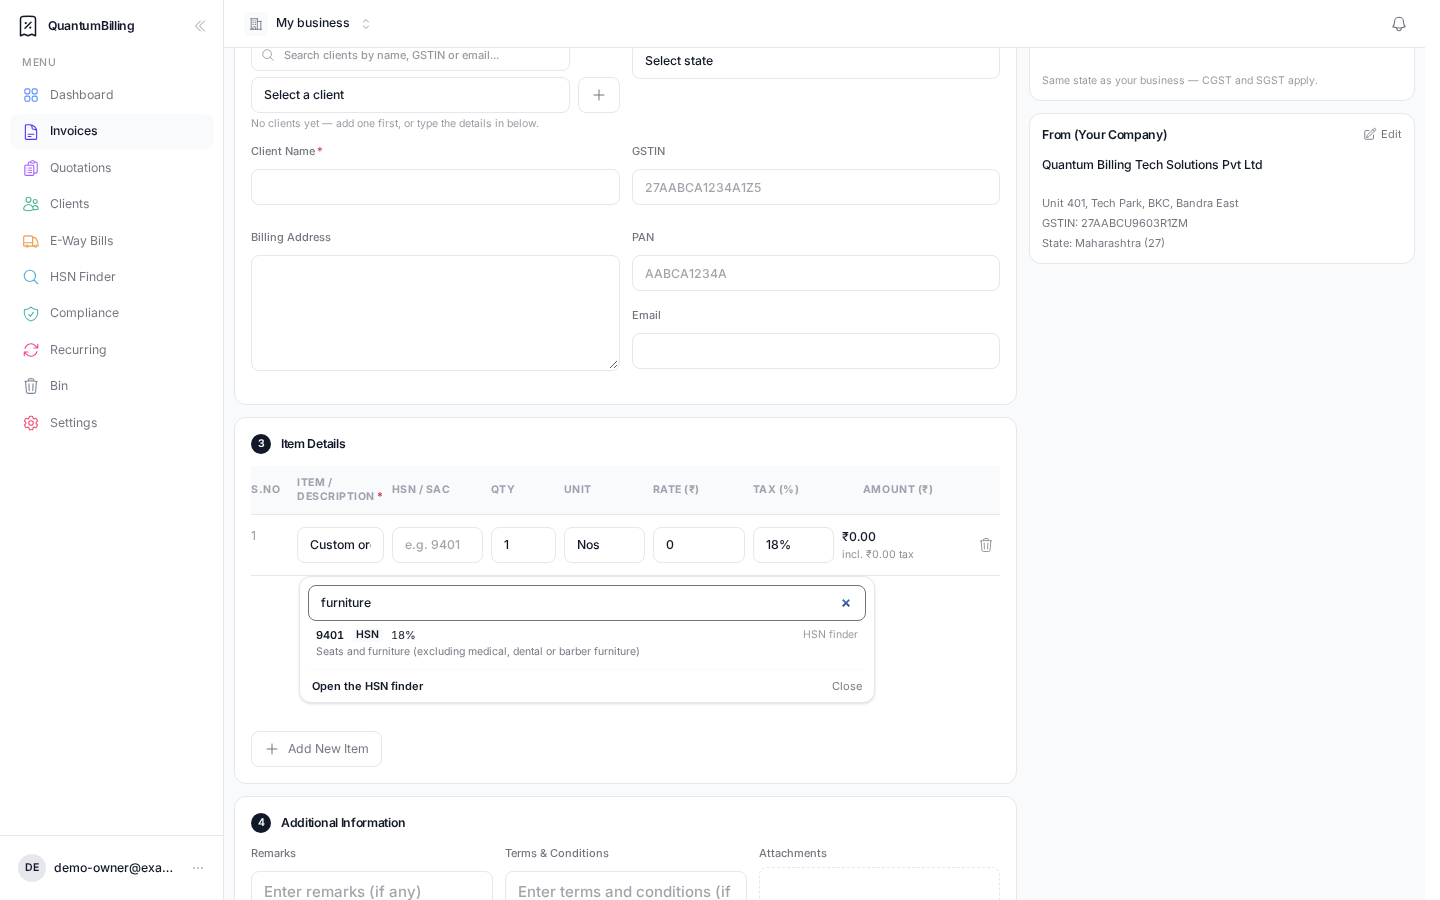 QuantumBilling
MENU
Dashboard
Invoices
Quotations
Clients
E-Way Bills
HSN Finder
Compliance
Recurring
Bin
Settings
DE demo-owner@exa...
My business
Search clients by name, GSTIN or email...
Select a client
No clients yet — add one first, or type the details in below.
Select state
Client Name*
GSTIN
27AABCA1234A1Z5
Billing Address
PAN
AABCA1234A
Email
3 Item Details
S.NO ITEM / DESCRIPTION * HSN / SAC QTY UNIT RATE (₹) TAX (%) AMOUNT (₹)
1 Custom or e.g. 9401 1 Nos 0 18% ₹0.00
incl. ₹0.00 tax
furniture
9401 HSN 18% HSN finder
Seats and furniture (excluding medical, dental or barber furniture)
Open the HSN finder Close
Add New Item
4 Additional Information
Remarks Terms & Conditions Attachments
Enter remarks (if any) Enter terms and conditions (if
Same state as your business — CGST and SGST apply.
From (Your Company) Edit
Quantum Billing Tech Solutions Pvt Ltd
Unit 401, Tech Park, BKC, Bandra East
GSTIN: 27AABCU9603R1ZM
State: Maharashtra (27)